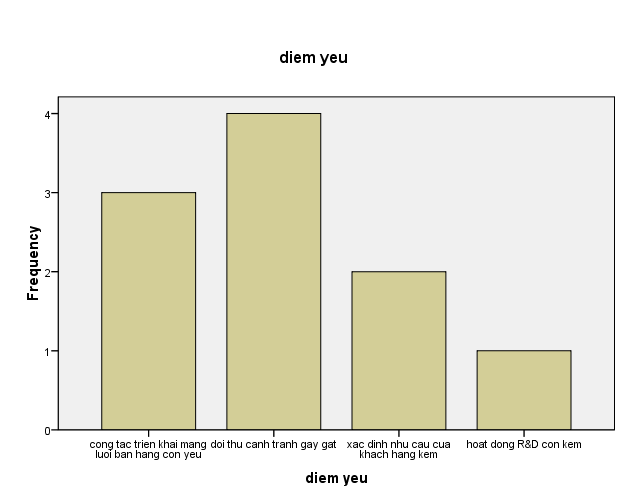 diem yeu
4
3
2
1
0
Frequency
cong tac trien khai mang
luoi ban hang con yeu
doi thu canh tranh gay gat
xac dinh nhu cau cua
khach hang kem
hoat dong R&D con kem
diem yeu